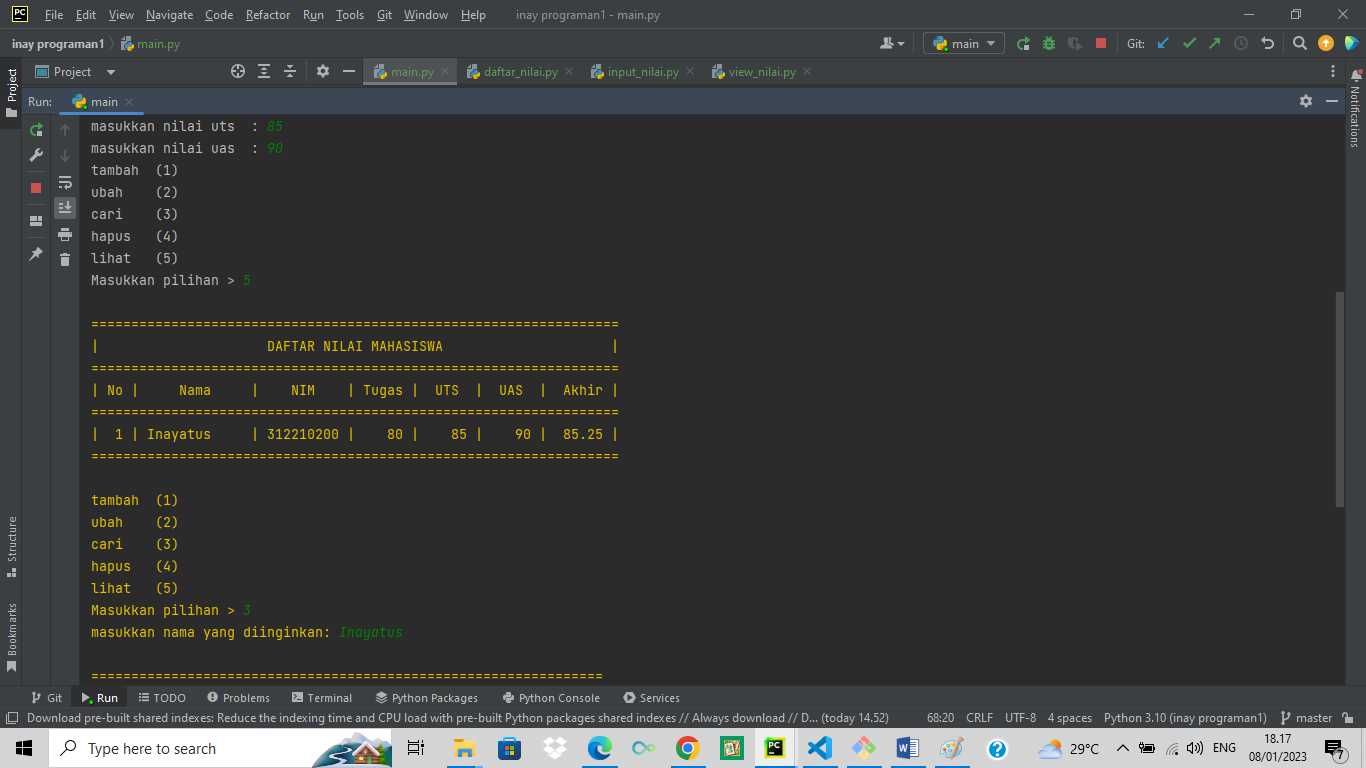 PC File Edit View Navigate Code Refactor Run Tools Git Window Help inay programan1 - main.py
inay programan1 main.py main Git:
Project main.py daftar_nilai.py input_nilai.py view_nilai.py
Project
Run: main
Notifications
masukkan nilai uts  : 85
masukkan nilai uas  : 90
tambah  (1)
ubah    (2)
cari    (3)
hapus   (4)
lihat   (5)
Masukkan pilihan > 5
==================================================================
|                     DAFTAR NILAI MAHASISWA                     |
==================================================================
| No |     Nama     |    NIM    | Tugas |  UTS  |  UAS  |  Akhir |
==================================================================
|  1 | Inayatus     | 312210200 |    80 |    85 |    90 |  85.25 |
==================================================================
tambah  (1)
ubah    (2)
cari    (3)
hapus   (4)
lihat   (5)
Masukkan pilihan > 3
masukkan nama yang diinginkan: Inayatus
================================================================
Structure
Bookmarks
Git Run TODO Problems Terminal Python Packages Python Console Services
Download pre-built shared indexes: Reduce the indexing time and CPU load with pre-built Python packages shared indexes // Always download // D... (today 14.52) 68:20 CRLF UTF-8 4 spaces Python 3.10 (inay programan1) master
Type here to search PC 29°C ENG 18.17
08/01/2023 7